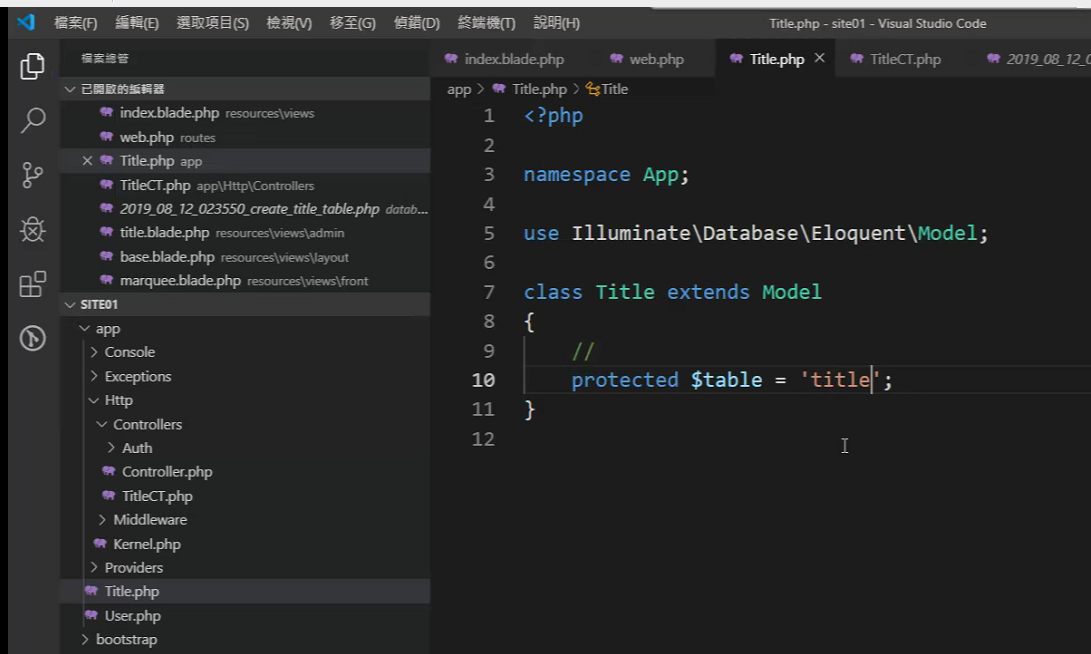 檔案(F) 編輯(E) 選取項目(S) 檢視(V) 移至(G) 偵錯(D) 終端機(T) 說明(H) Title.php - site01 - Visual Studio Code
檔案總管
已開啟的編輯器
index.blade.php resources\views
web.php routes
Title.php app
TitleCT.php app\Http\Controllers
2019_08_12_023550_create_title_table.php datab...
title.blade.php resources\views\admin
base.blade.php resources\views\layout
marquee.blade.php resources\views\front
SITE01
app
Console
Exceptions
Http
Controllers
Auth
Controller.php
TitleCT.php
Middleware
Kernel.php
Providers
Title.php
User.php
bootstrap
index.blade.php web.php Title.php TitleCT.php 2019_08_12_0
app > Title.php > Title
1 <?php
2
3 namespace App;
4
5 use Illuminate\Database\Eloquent\Model;
6
7 class Title extends Model
8 {
9 //
10 protected $table = 'title';
11 }
12